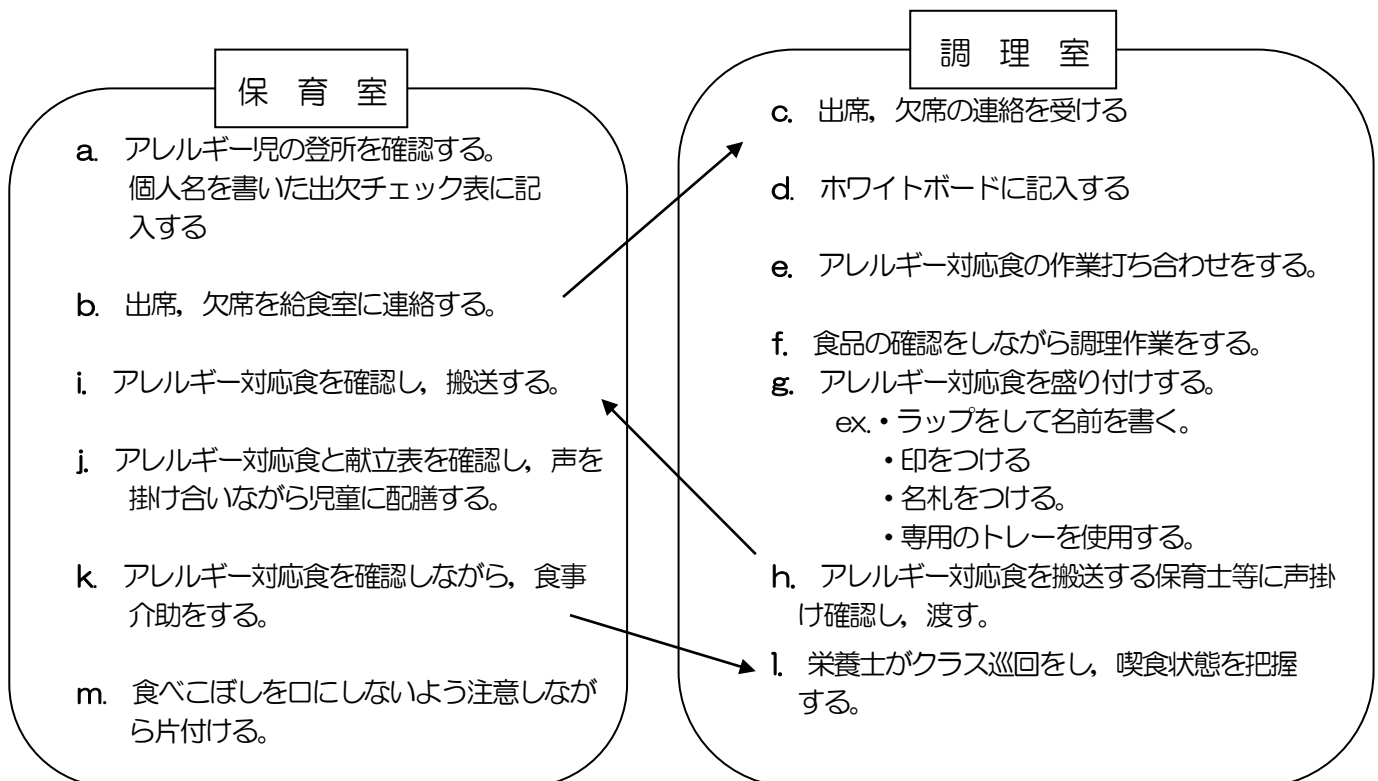 保 育 室
a. アレルギー児の登所を確認する。
個人名を書いた出欠チェック表に記
入する
b. 出席，欠席を給食室に連絡する。
i. アレルギー対応食を確認し，搬送する。
j. アレルギー対応食と献立表を確認し，声を
掛け合いながら児童に配膳する。
k. アレルギー対応食を確認しながら，食事
介助をする。
m. 食べこぼしを口にしないよう注意しなが
ら片付ける。
調 理 室
c. 出席，欠席の連絡を受ける
d. ホワイトボードに記入する
e. アレルギー対応食の作業打ち合わせをする。
f. 食品の確認をしながら調理作業をする。
g. アレルギー対応食を盛り付けする。
ex.・ラップをして名前を書く。
・印をつける
・名札をつける。
・専用のトレーを使用する。
h. アレルギー対応食を搬送する保育士等に声掛
け確認し，渡す。
l. 栄養士がクラス巡回をし，喫食状態を把握
する。